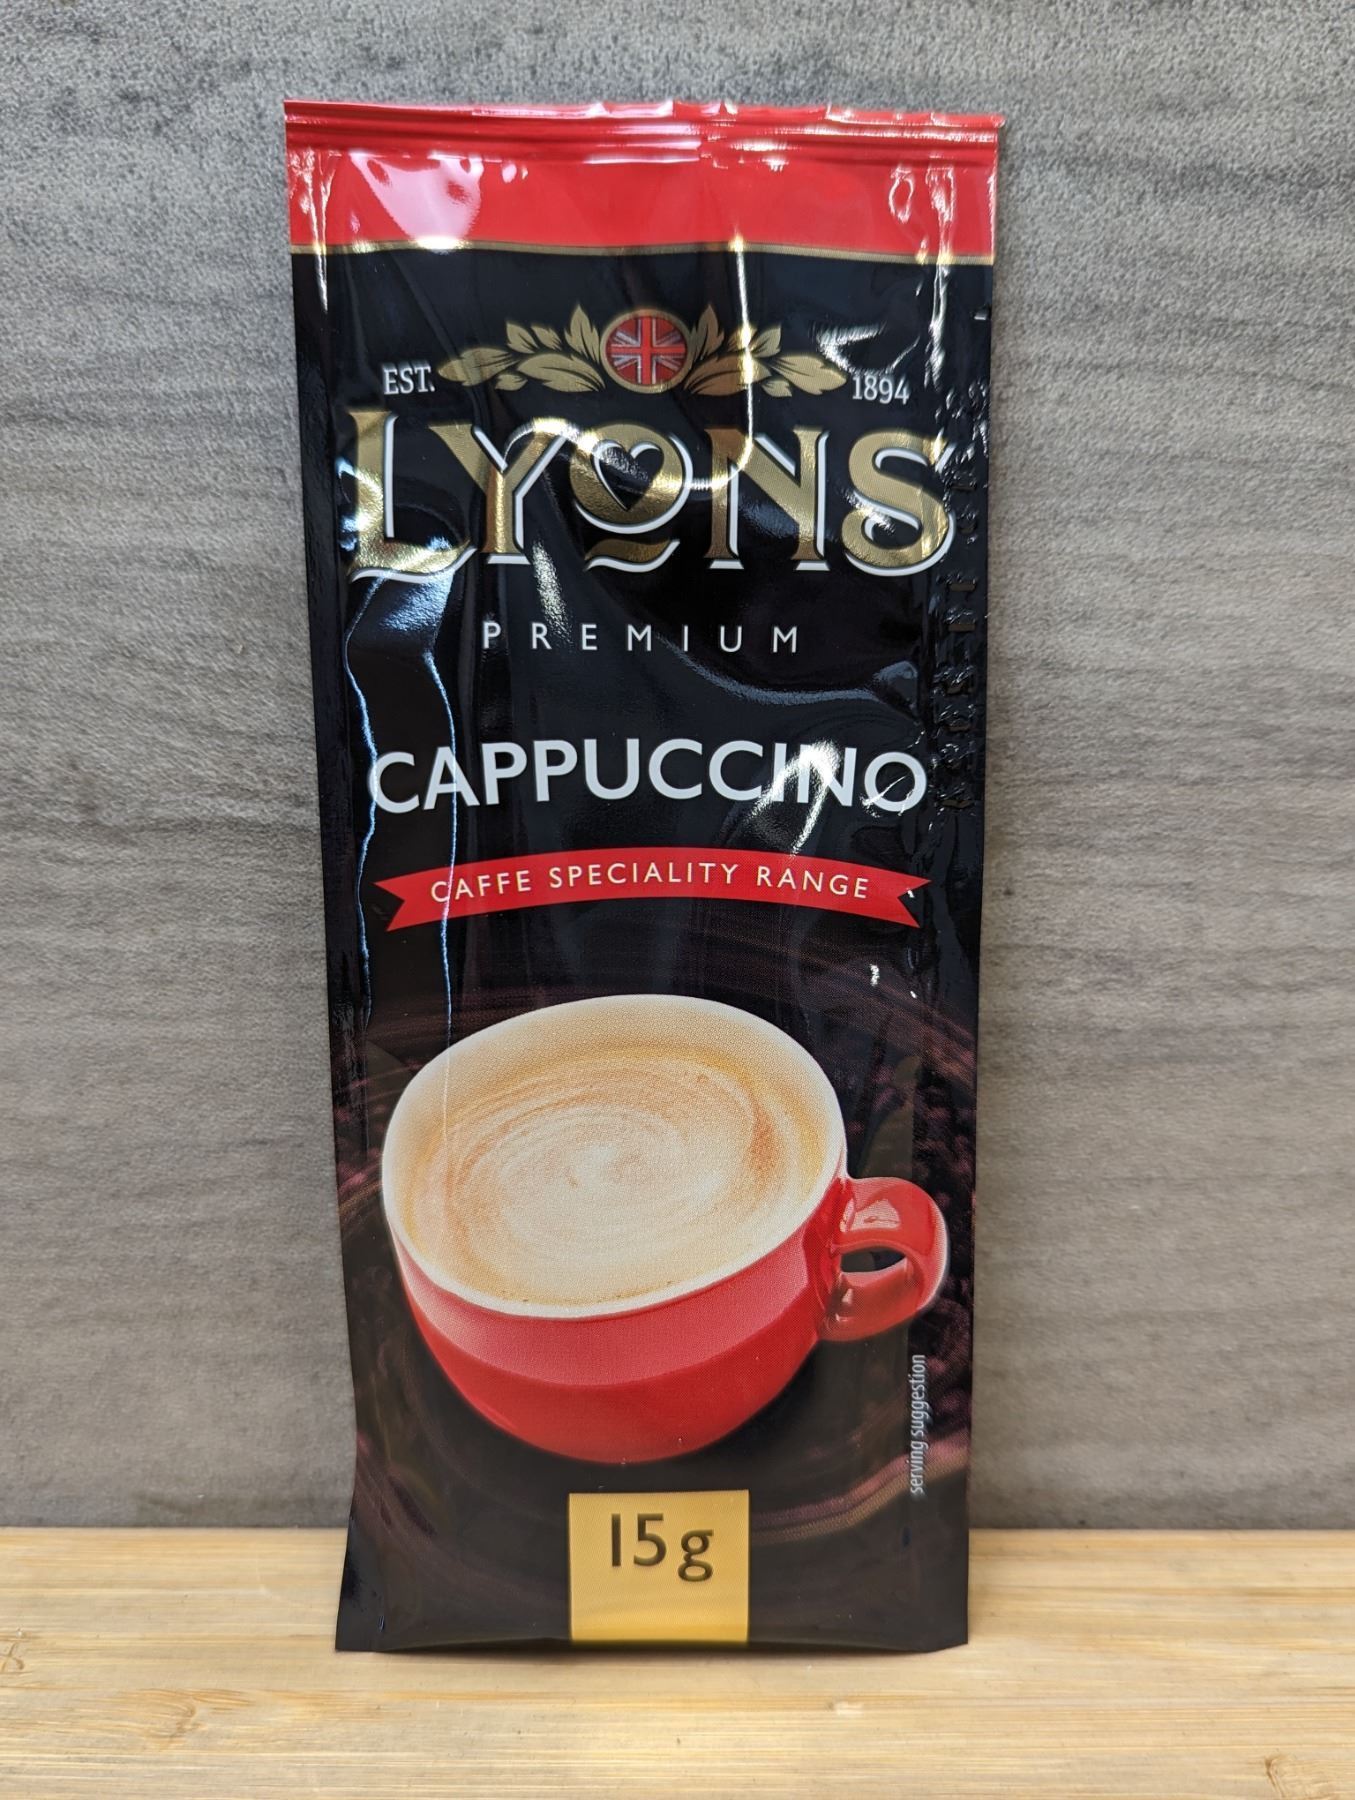 EST. 1894
LYONS
PREMIUM
CAPPUCCINO
CAFFE SPECIALITY RANGE
serving suggestion
15g